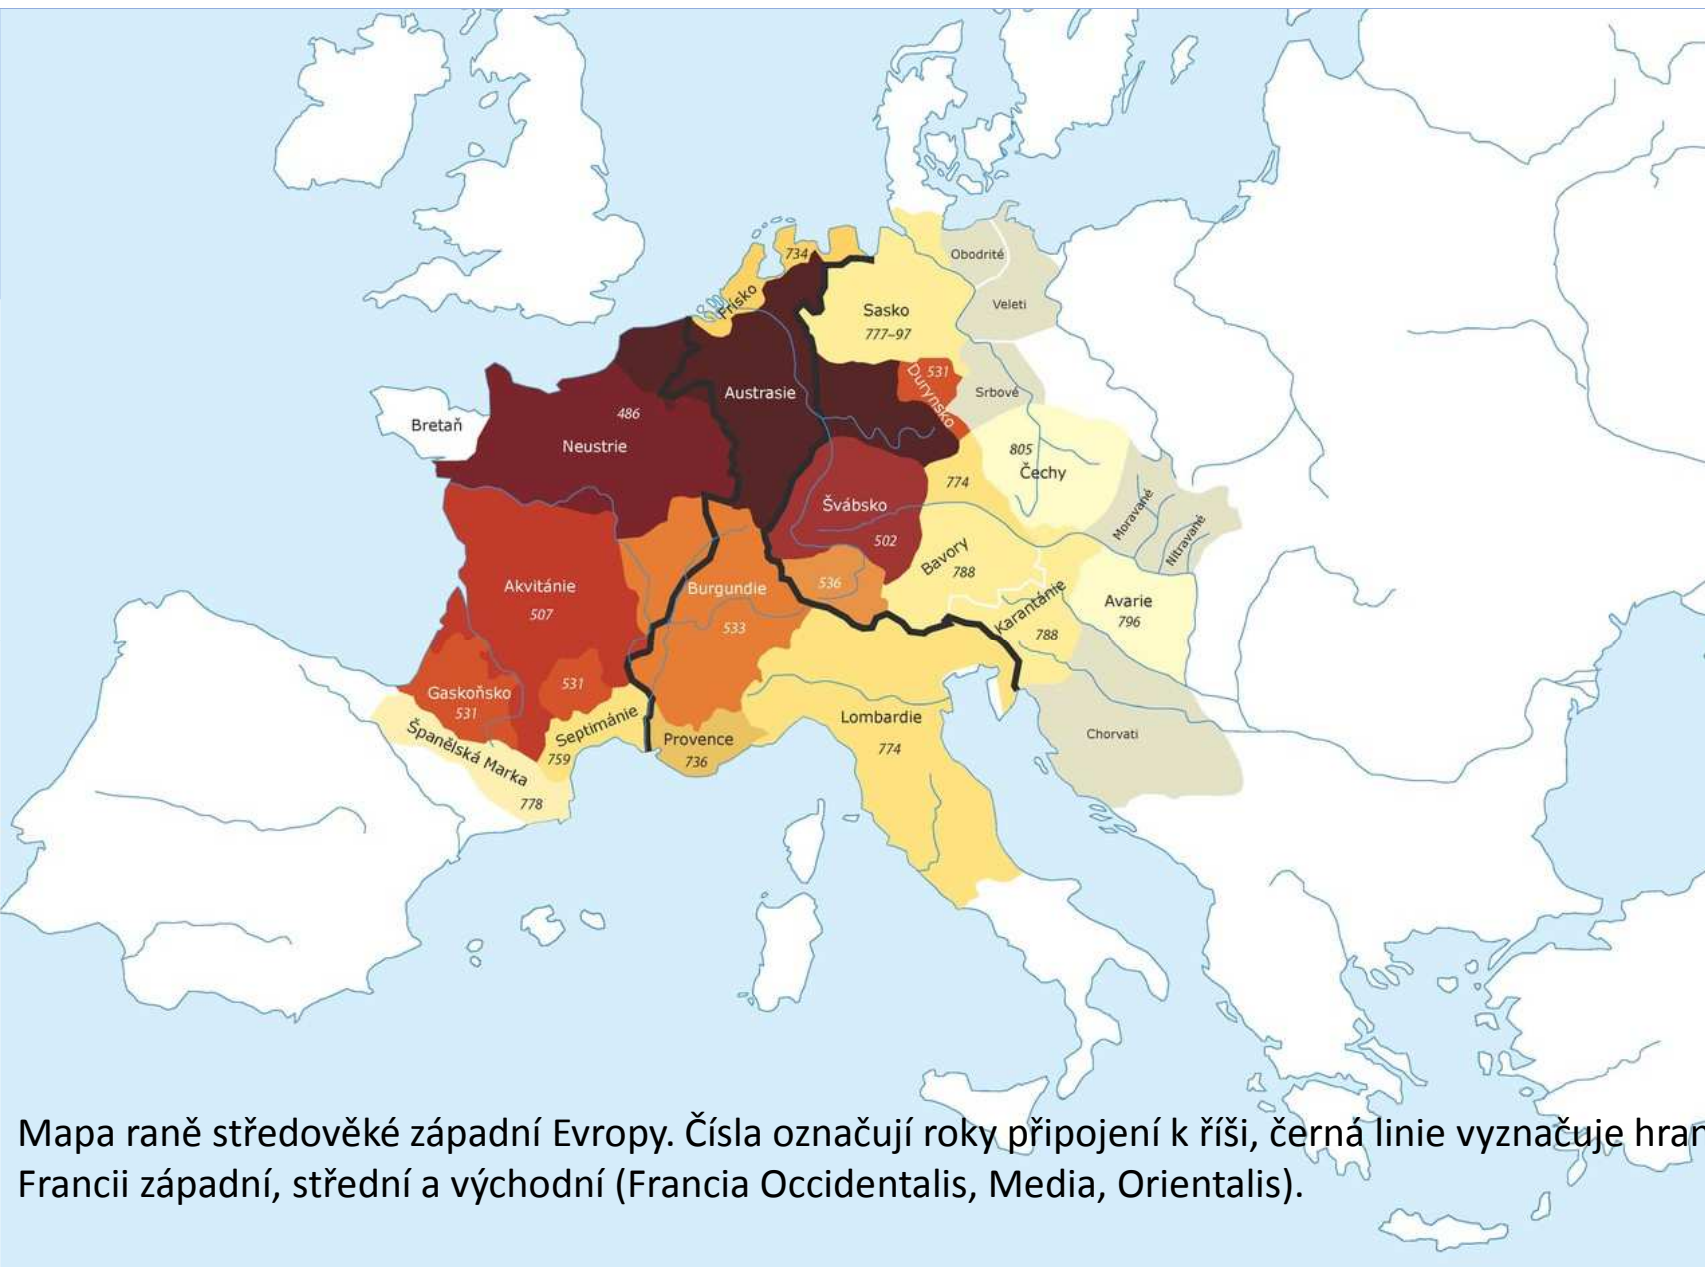 734
Frísko
Obodrité
Veleti
Sasko
777–97
531
Durynsko
Srbové
Austrasie
486
Neustrie
Bretaň
805
Čechy
774
Švábsko
502
Moravané
Nitravané
Bavory
788
Akvitánie
507
Burgundie
533
536
Karantánie
788
Avarie
796
Gaskoňsko
531
531
Septimánie
759
Španělská Marka
778
Provence
736
Lombardie
774
Chorvati
Mapa raně středověké západní Evropy. Čísla označují roky připojení k říši, černá linie vyznačuje hran
Francii západní, střední a východní (Francia Occidentalis, Media, Orientalis).